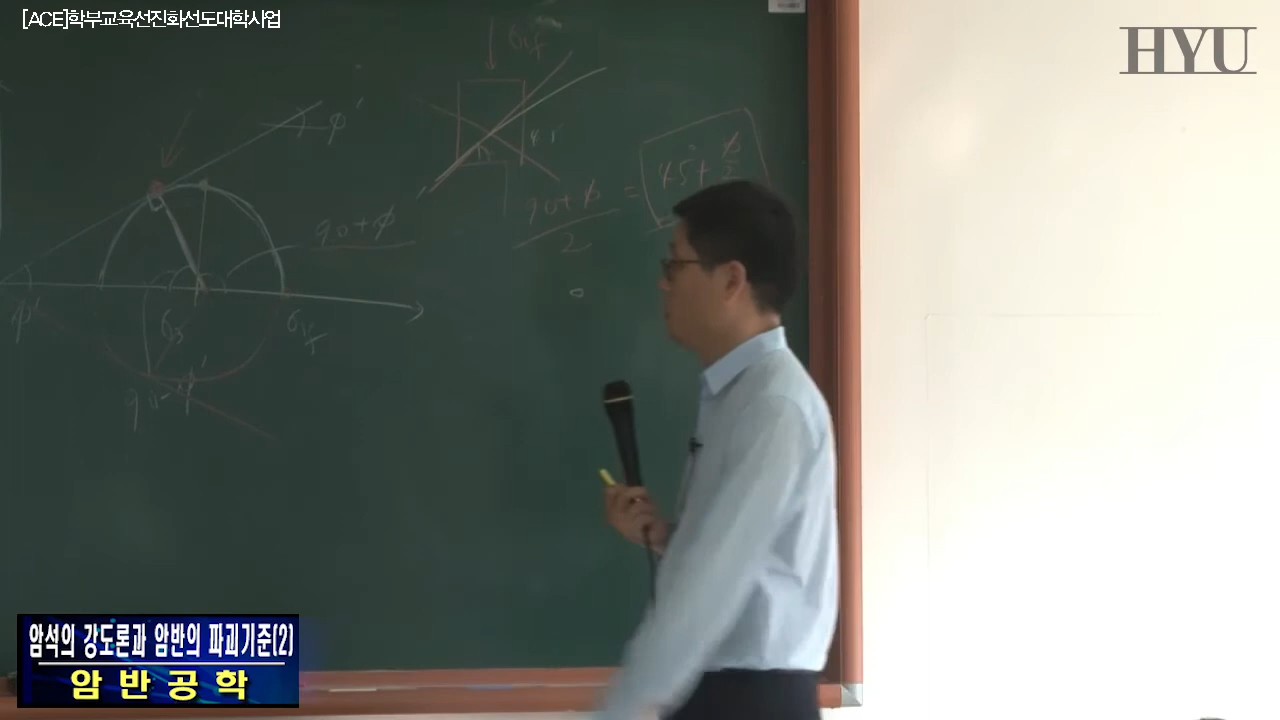 [ACE]학부교육선진화선도대학사업
HYU
σ1f
φ'
90+φ
90+φ
2
=
45°+
φ
2
φ'
σ3
σ1f
암석의 강도론과 암반의 파괴기준(2)
암반공학